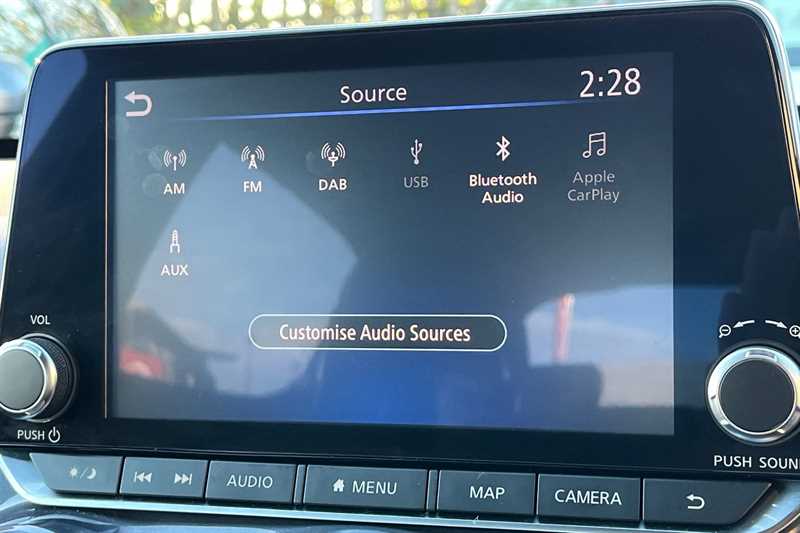 Source
2:28
AM
FM
DAB
USB
Bluetooth
Audio
Apple
CarPlay
AUX
Customise Audio Sources
VOL
PUSH
PUSH SOUN
AUDIO
MENU
MAP
CAMERA